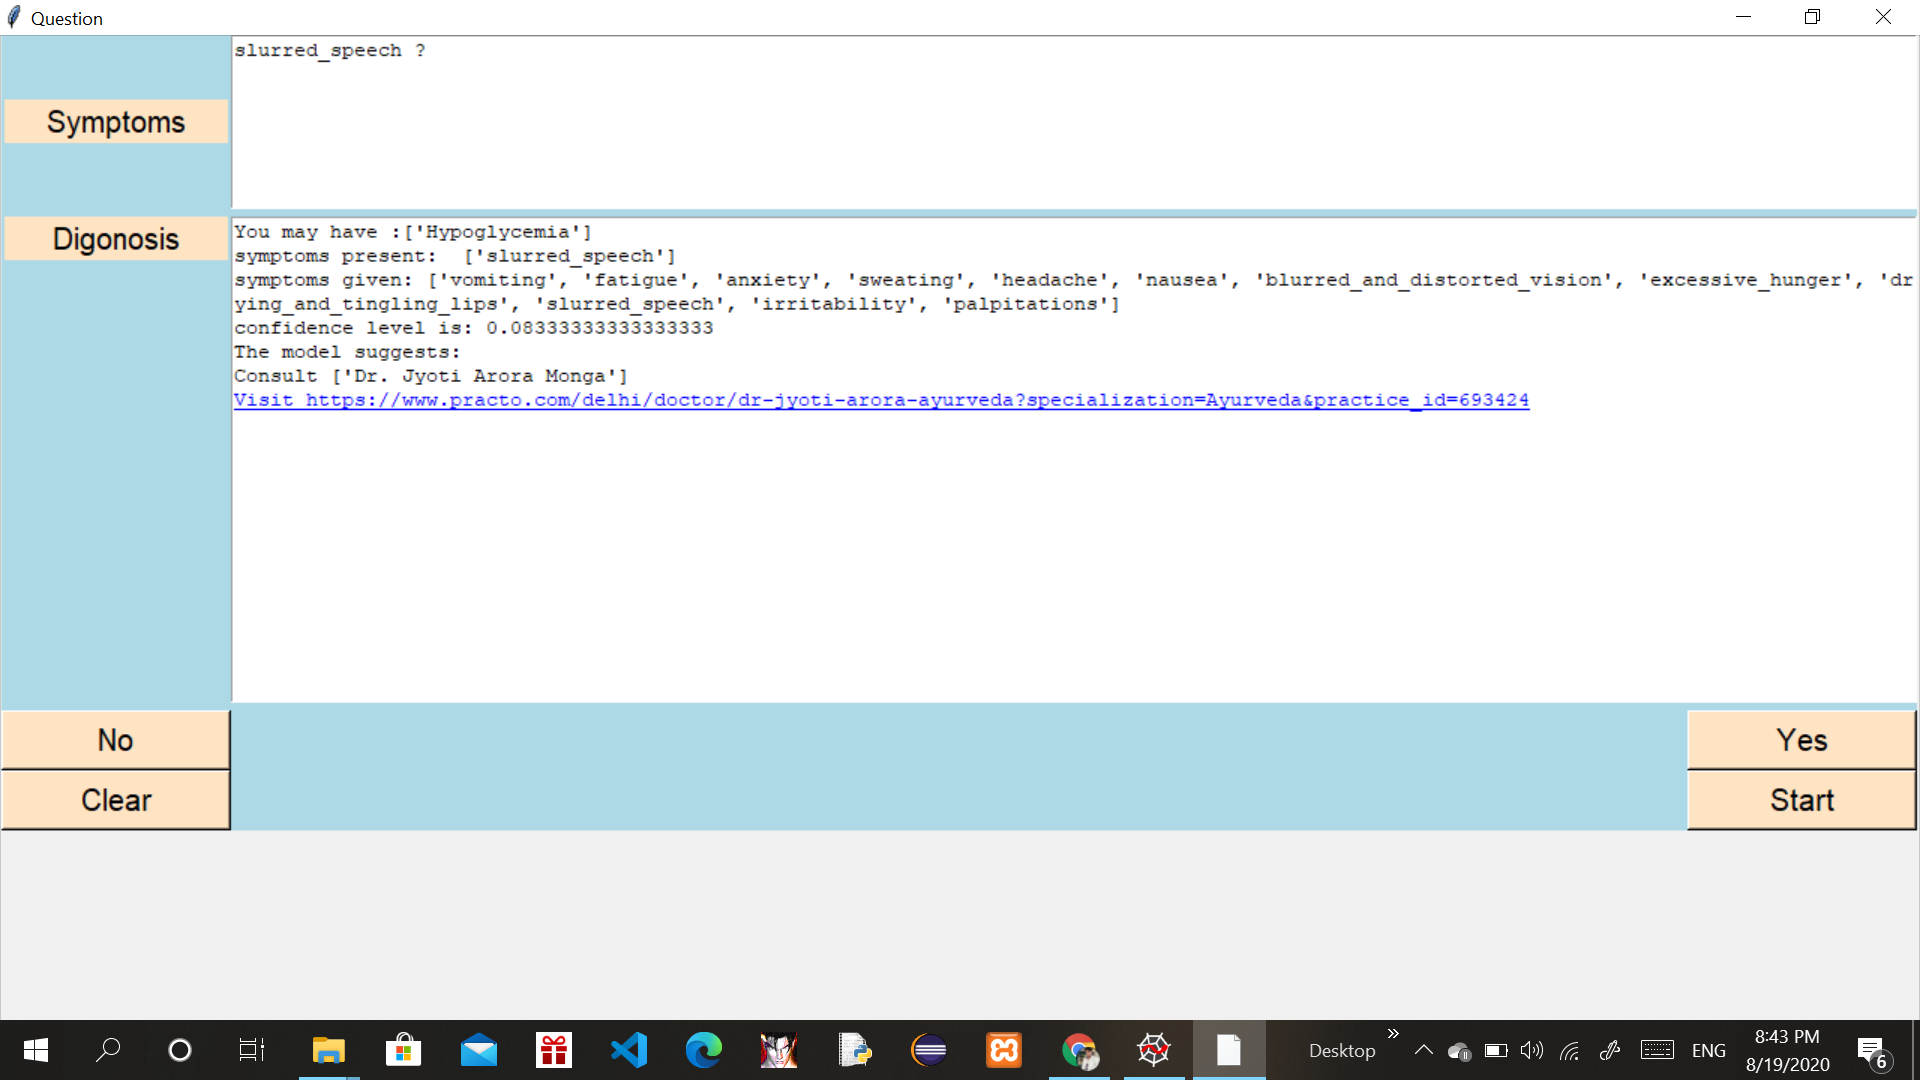 Question
slurred_speech ?
Symptoms
Digonosis
You may have :['Hypoglycemia']
symptoms present:  ['slurred_speech']
symptoms given: ['vomiting', 'fatigue', 'anxiety', 'sweating', 'headache', 'nausea', 'blurred_and_distorted_vision', 'excessive_hunger', 'dr
ying_and_tingling_lips', 'slurred_speech', 'irritability', 'palpitations']
confidence level is: 0.08333333333333333
The model suggests:
Consult ['Dr. Jyoti Arora Monga']
Visit https://www.practo.com/delhi/doctor/dr-jyoti-arora-ayurveda?specialization=Ayurveda&practice_id=693424
No
Yes
Clear
Start
Desktop
ENG
8:43 PM
8/19/2020
6